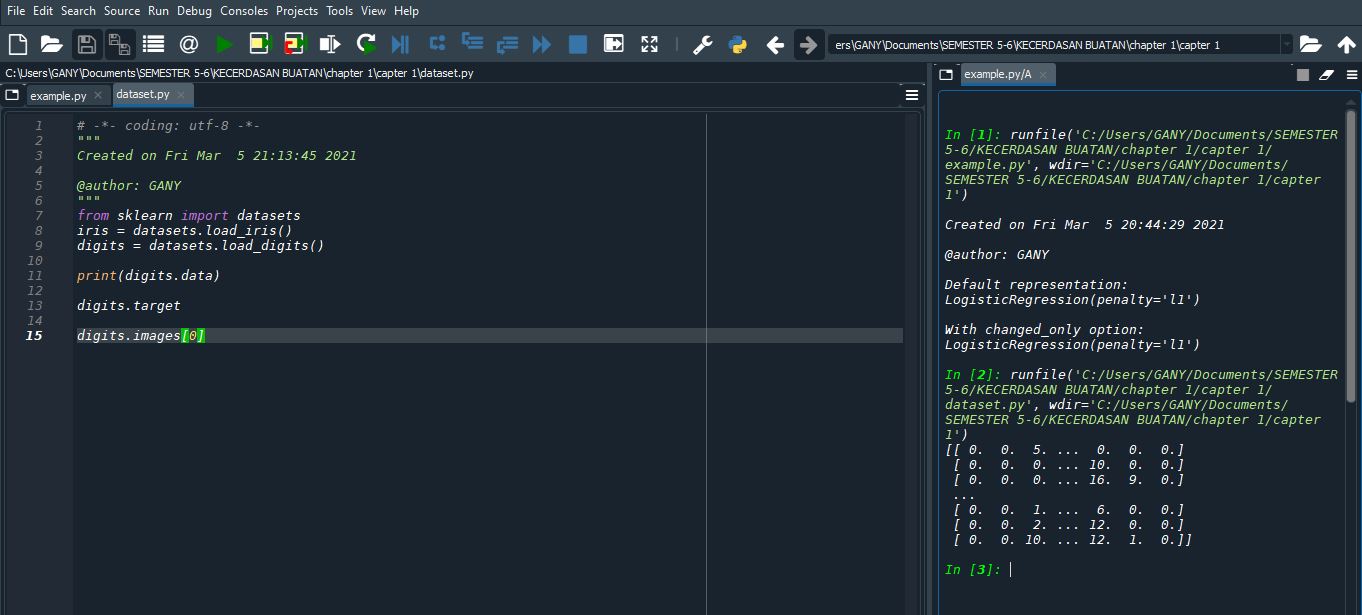 File Edit Search Source Run Debug Consoles Projects Tools View Help
ers\GANY\Documents\SEMESTER 5-6\KECERDASAN BUATAN\chapter 1\capter 1
C:\Users\GANY\Documents\SEMESTER 5-6\KECERDASAN BUATAN\chapter 1\capter 1\dataset.py
example.py dataset.py
1 # -*- coding: utf-8 -*-
2 """
3 Created on Fri Mar  5 21:13:45 2021
4
5 @author: GANY
6 """
7 from sklearn import datasets
8 iris = datasets.load_iris()
9 digits = datasets.load_digits()
10
11 print(digits.data)
12
13 digits.target
14
15 digits.images[0]
example.py/A
In [1]: runfile('C:/Users/GANY/Documents/SEMESTER
5-6/KECERDASAN BUATAN/chapter 1/capter 1/
example.py', wdir='C:/Users/GANY/Documents/
SEMESTER 5-6/KECERDASAN BUATAN/chapter 1/capter
1')
Created on Fri Mar  5 20:44:29 2021
@author: GANY
Default representation:
LogisticRegression(penalty='l1')
With changed_only option:
LogisticRegression(penalty='l1')
In [2]: runfile('C:/Users/GANY/Documents/SEMESTER
5-6/KECERDASAN BUATAN/chapter 1/capter 1/
dataset.py', wdir='C:/Users/GANY/Documents/
SEMESTER 5-6/KECERDASAN BUATAN/chapter 1/capter
1')
[[ 0.  0.  5. ...  0.  0.  0.]
 [ 0.  0.  0. ... 10.  0.  0.]
 [ 0.  0.  0. ... 16.  9.  0.]
 ...
 [ 0.  0.  1. ...  6.  0.  0.]
 [ 0.  0.  2. ... 12.  0.  0.]
 [ 0.  0. 10. ... 12.  1.  0.]]
In [3]: